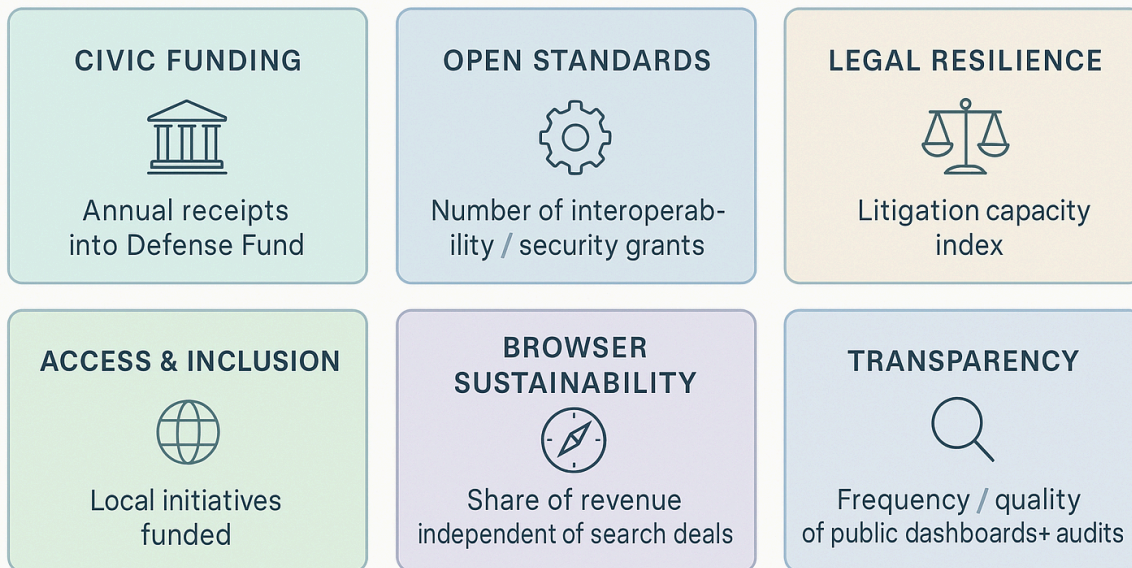 CIVIC FUNDING
Annual receipts
into Defense Fund
OPEN STANDARDS
Number of interoperab-
ility / security grants
LEGAL RESILIENCE
Litigation capacity
index
ACCESS & INCLUSION
Local initiatives
funded
BROWSER
SUSTAINABILITY
Share of revenue
independent of search deals
TRANSPARENCY
Frequency / quality
of public dashboards+ audits